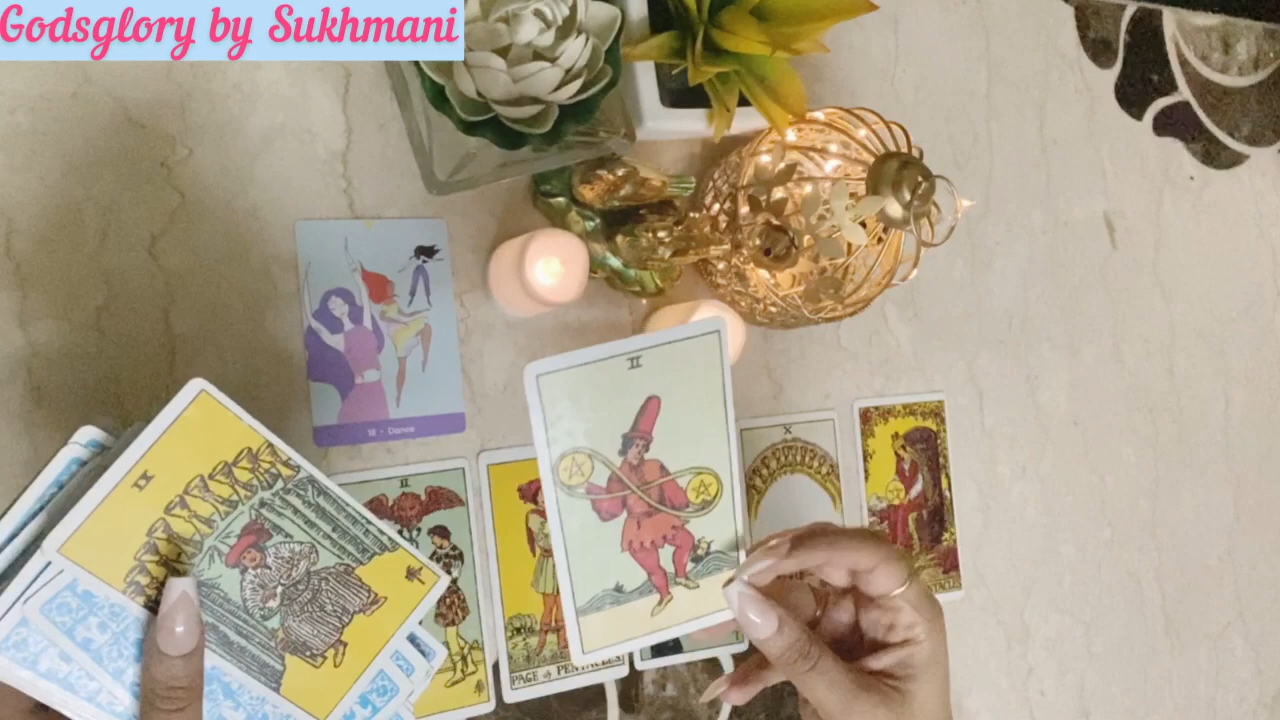 Godsglory by Sukhmani
II
18 • Dance
X
IX
II
PAGE of PENTACLES